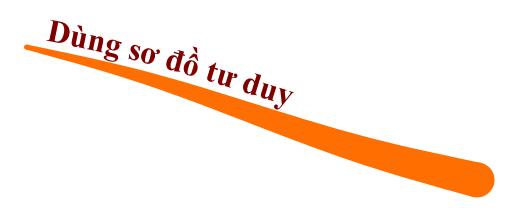 Dùng sơ đồ tư duy